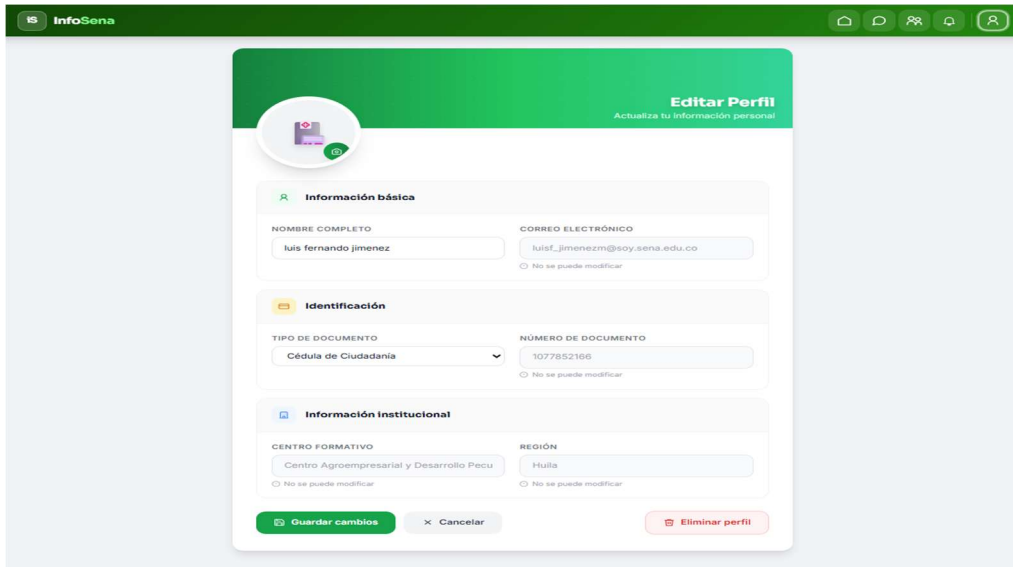 iS InfoSena
Editar Perfil
Actualiza tu información personal
Información básica
NOMBRE COMPLETO
CORREO ELECTRÓNICO
luis fernando jimenez
luisf_jimenezm@soy.sena.edu.co
No se puede modificar
Identificación
TIPO DE DOCUMENTO
NÚMERO DE DOCUMENTO
Cédula de Ciudadanía
1077852166
No se puede modificar
Información institucional
CENTRO FORMATIVO
REGIÓN
Centro Agroempresarial y Desarrollo Pecu
Huila
No se puede modificar
No se puede modificar
Guardar cambios
Cancelar
Eliminar perfil